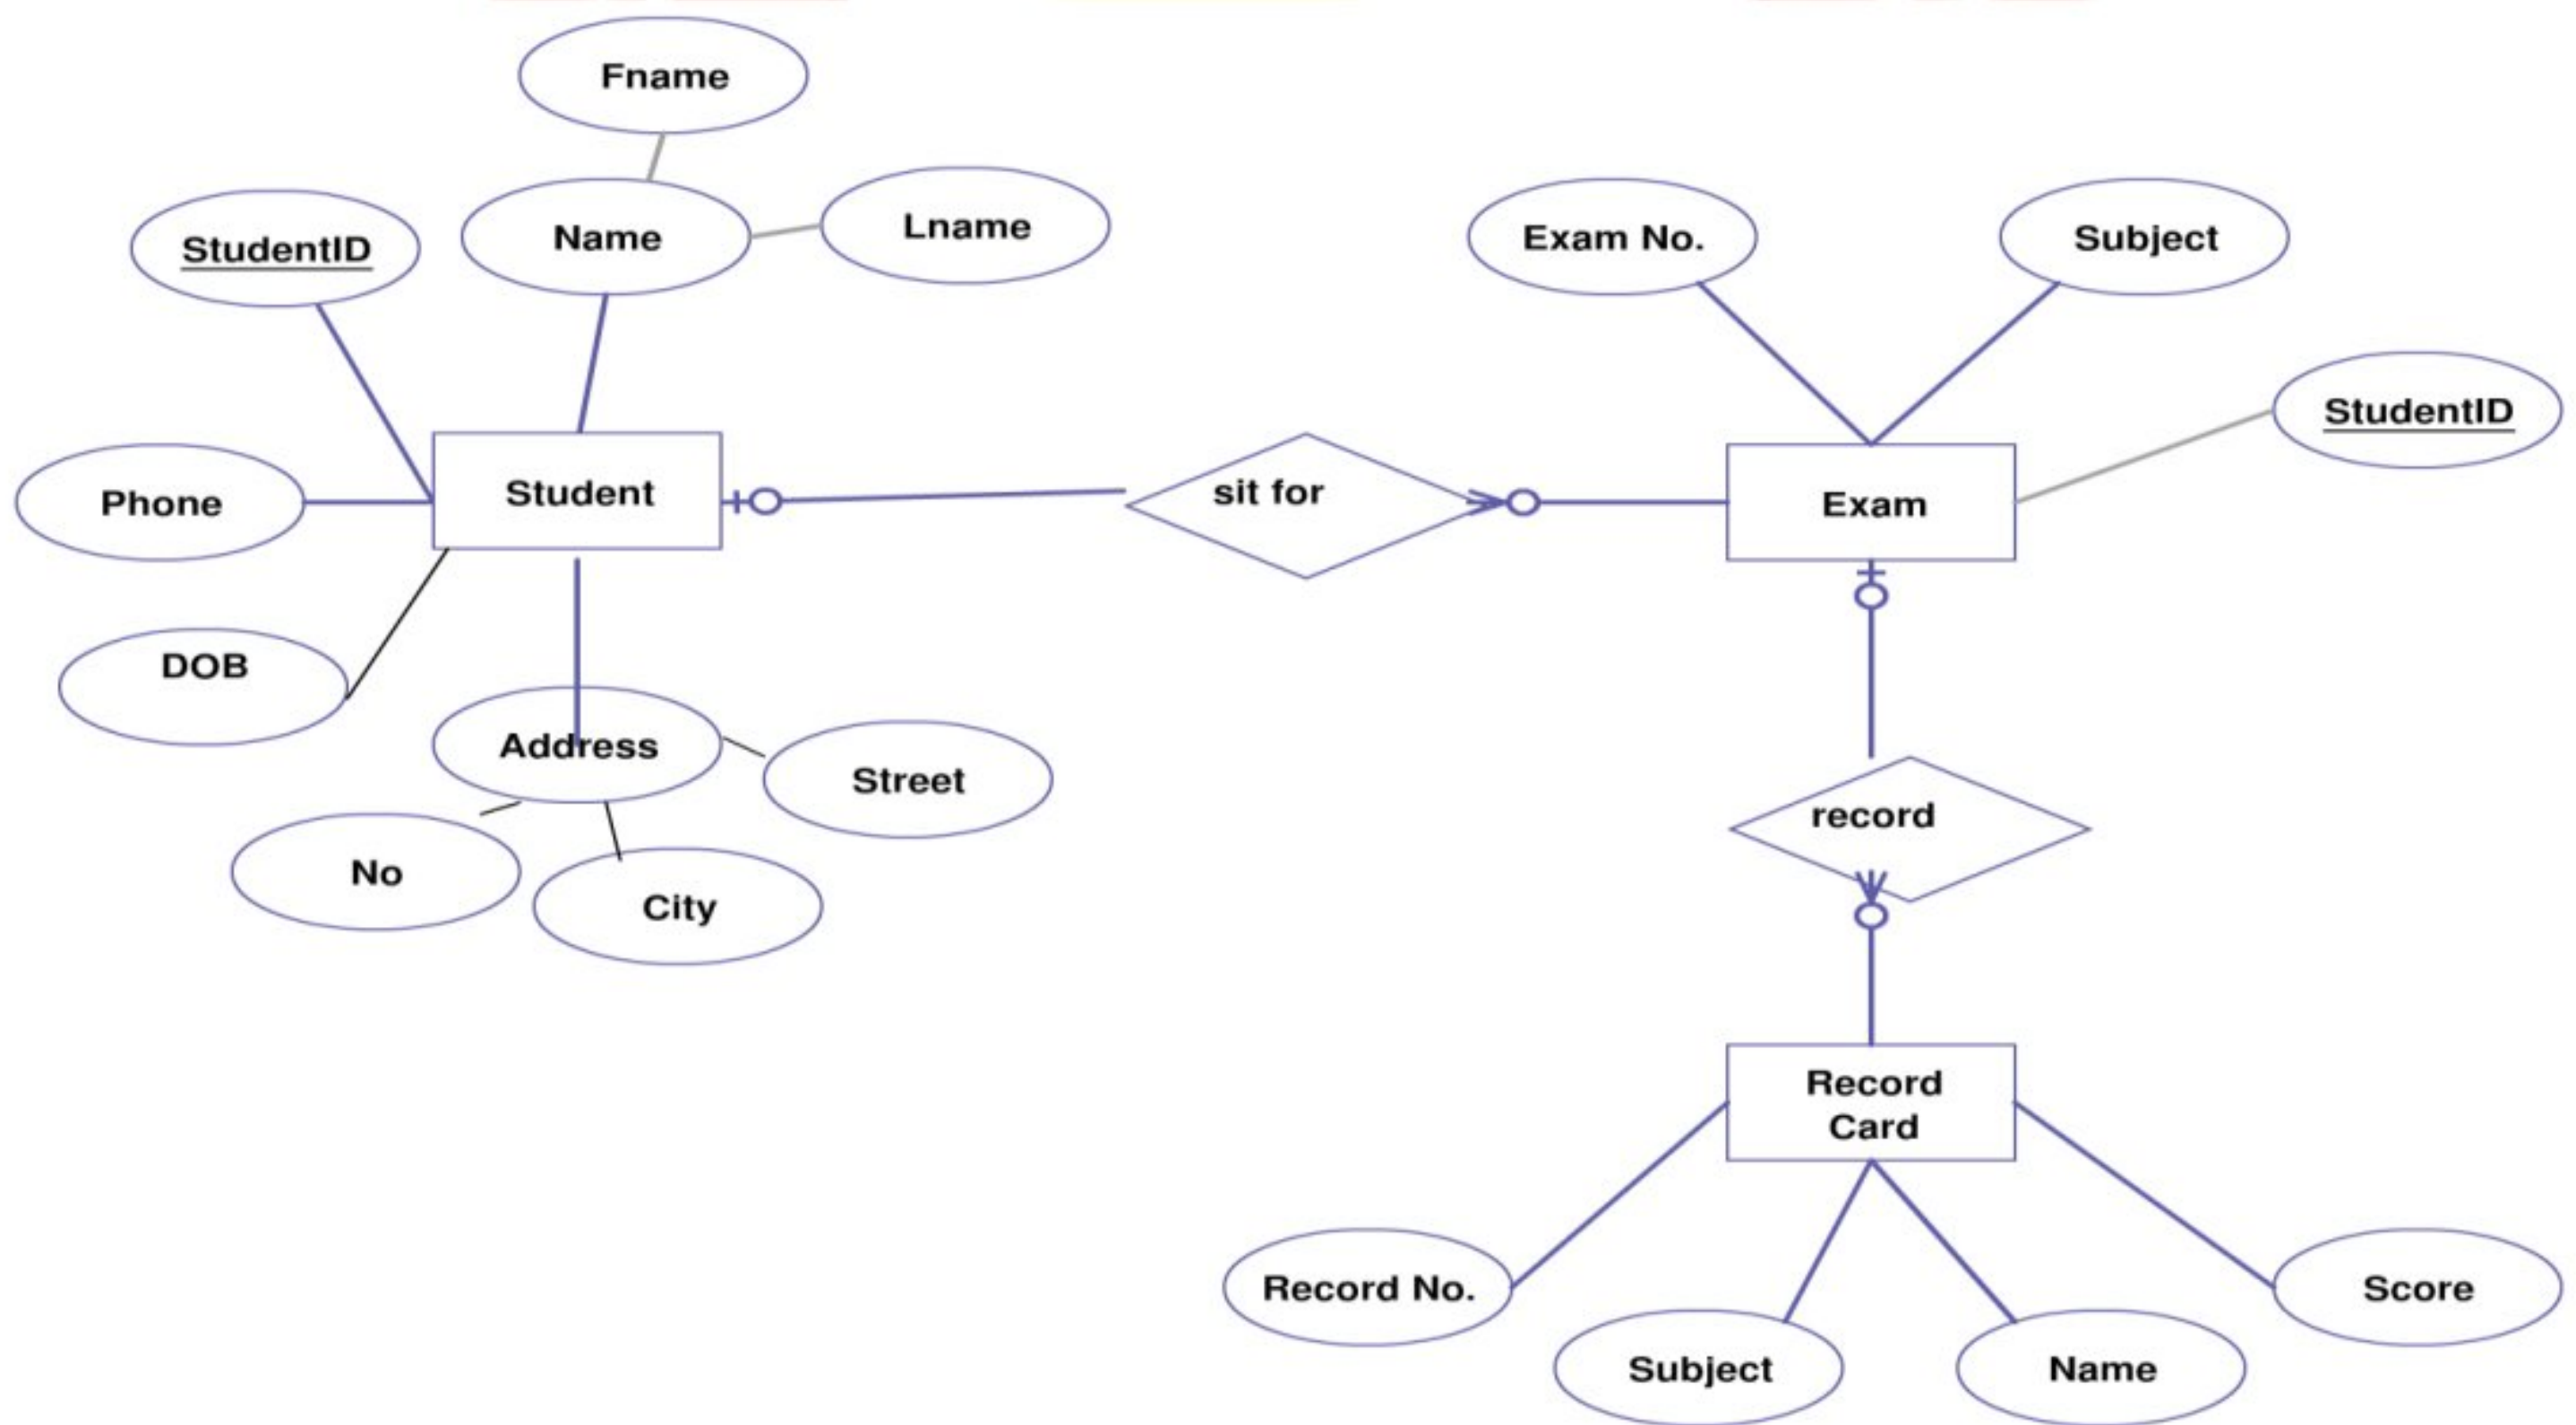 Fname
StudentID
Name
Lname
Exam No.
Subject
StudentID
Phone
Student
sit for
Exam
DOB
Address
Street
No
City
record
Record
Card
Record No.
Subject
Name
Score